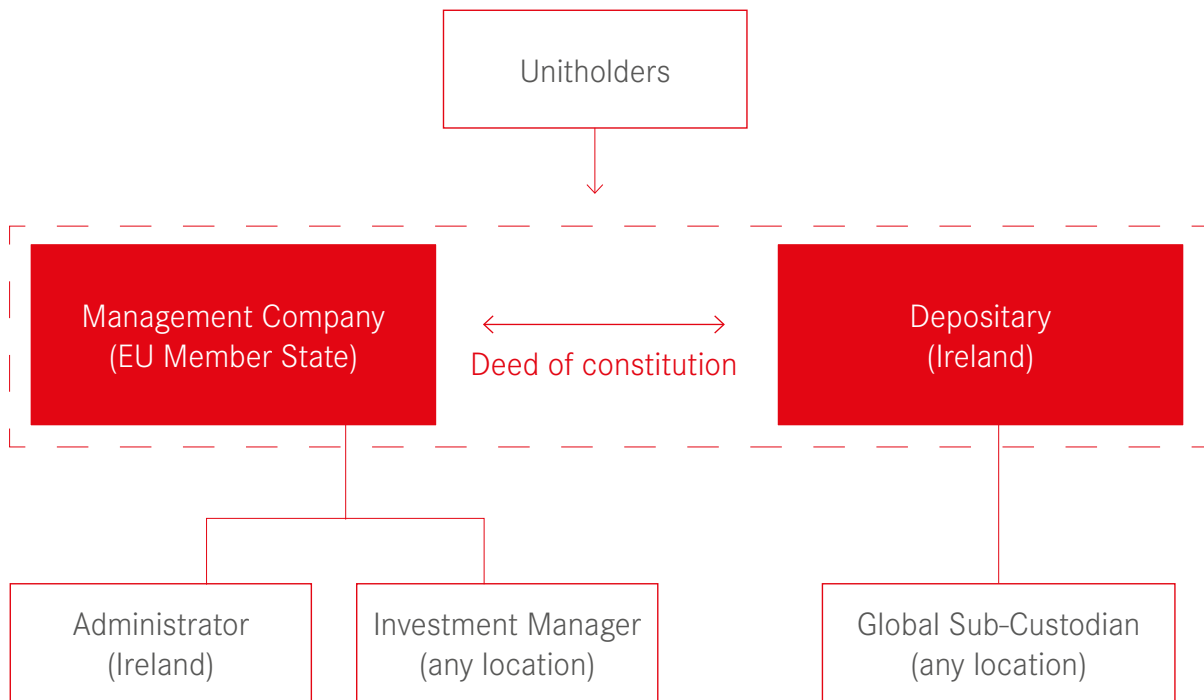 Unitholders
Management Company
(EU Member State)
Deed of constitution
Depositary
(Ireland)
Administrator
(Ireland)
Investment Manager
(any location)
Global Sub-Custodian
(any location)